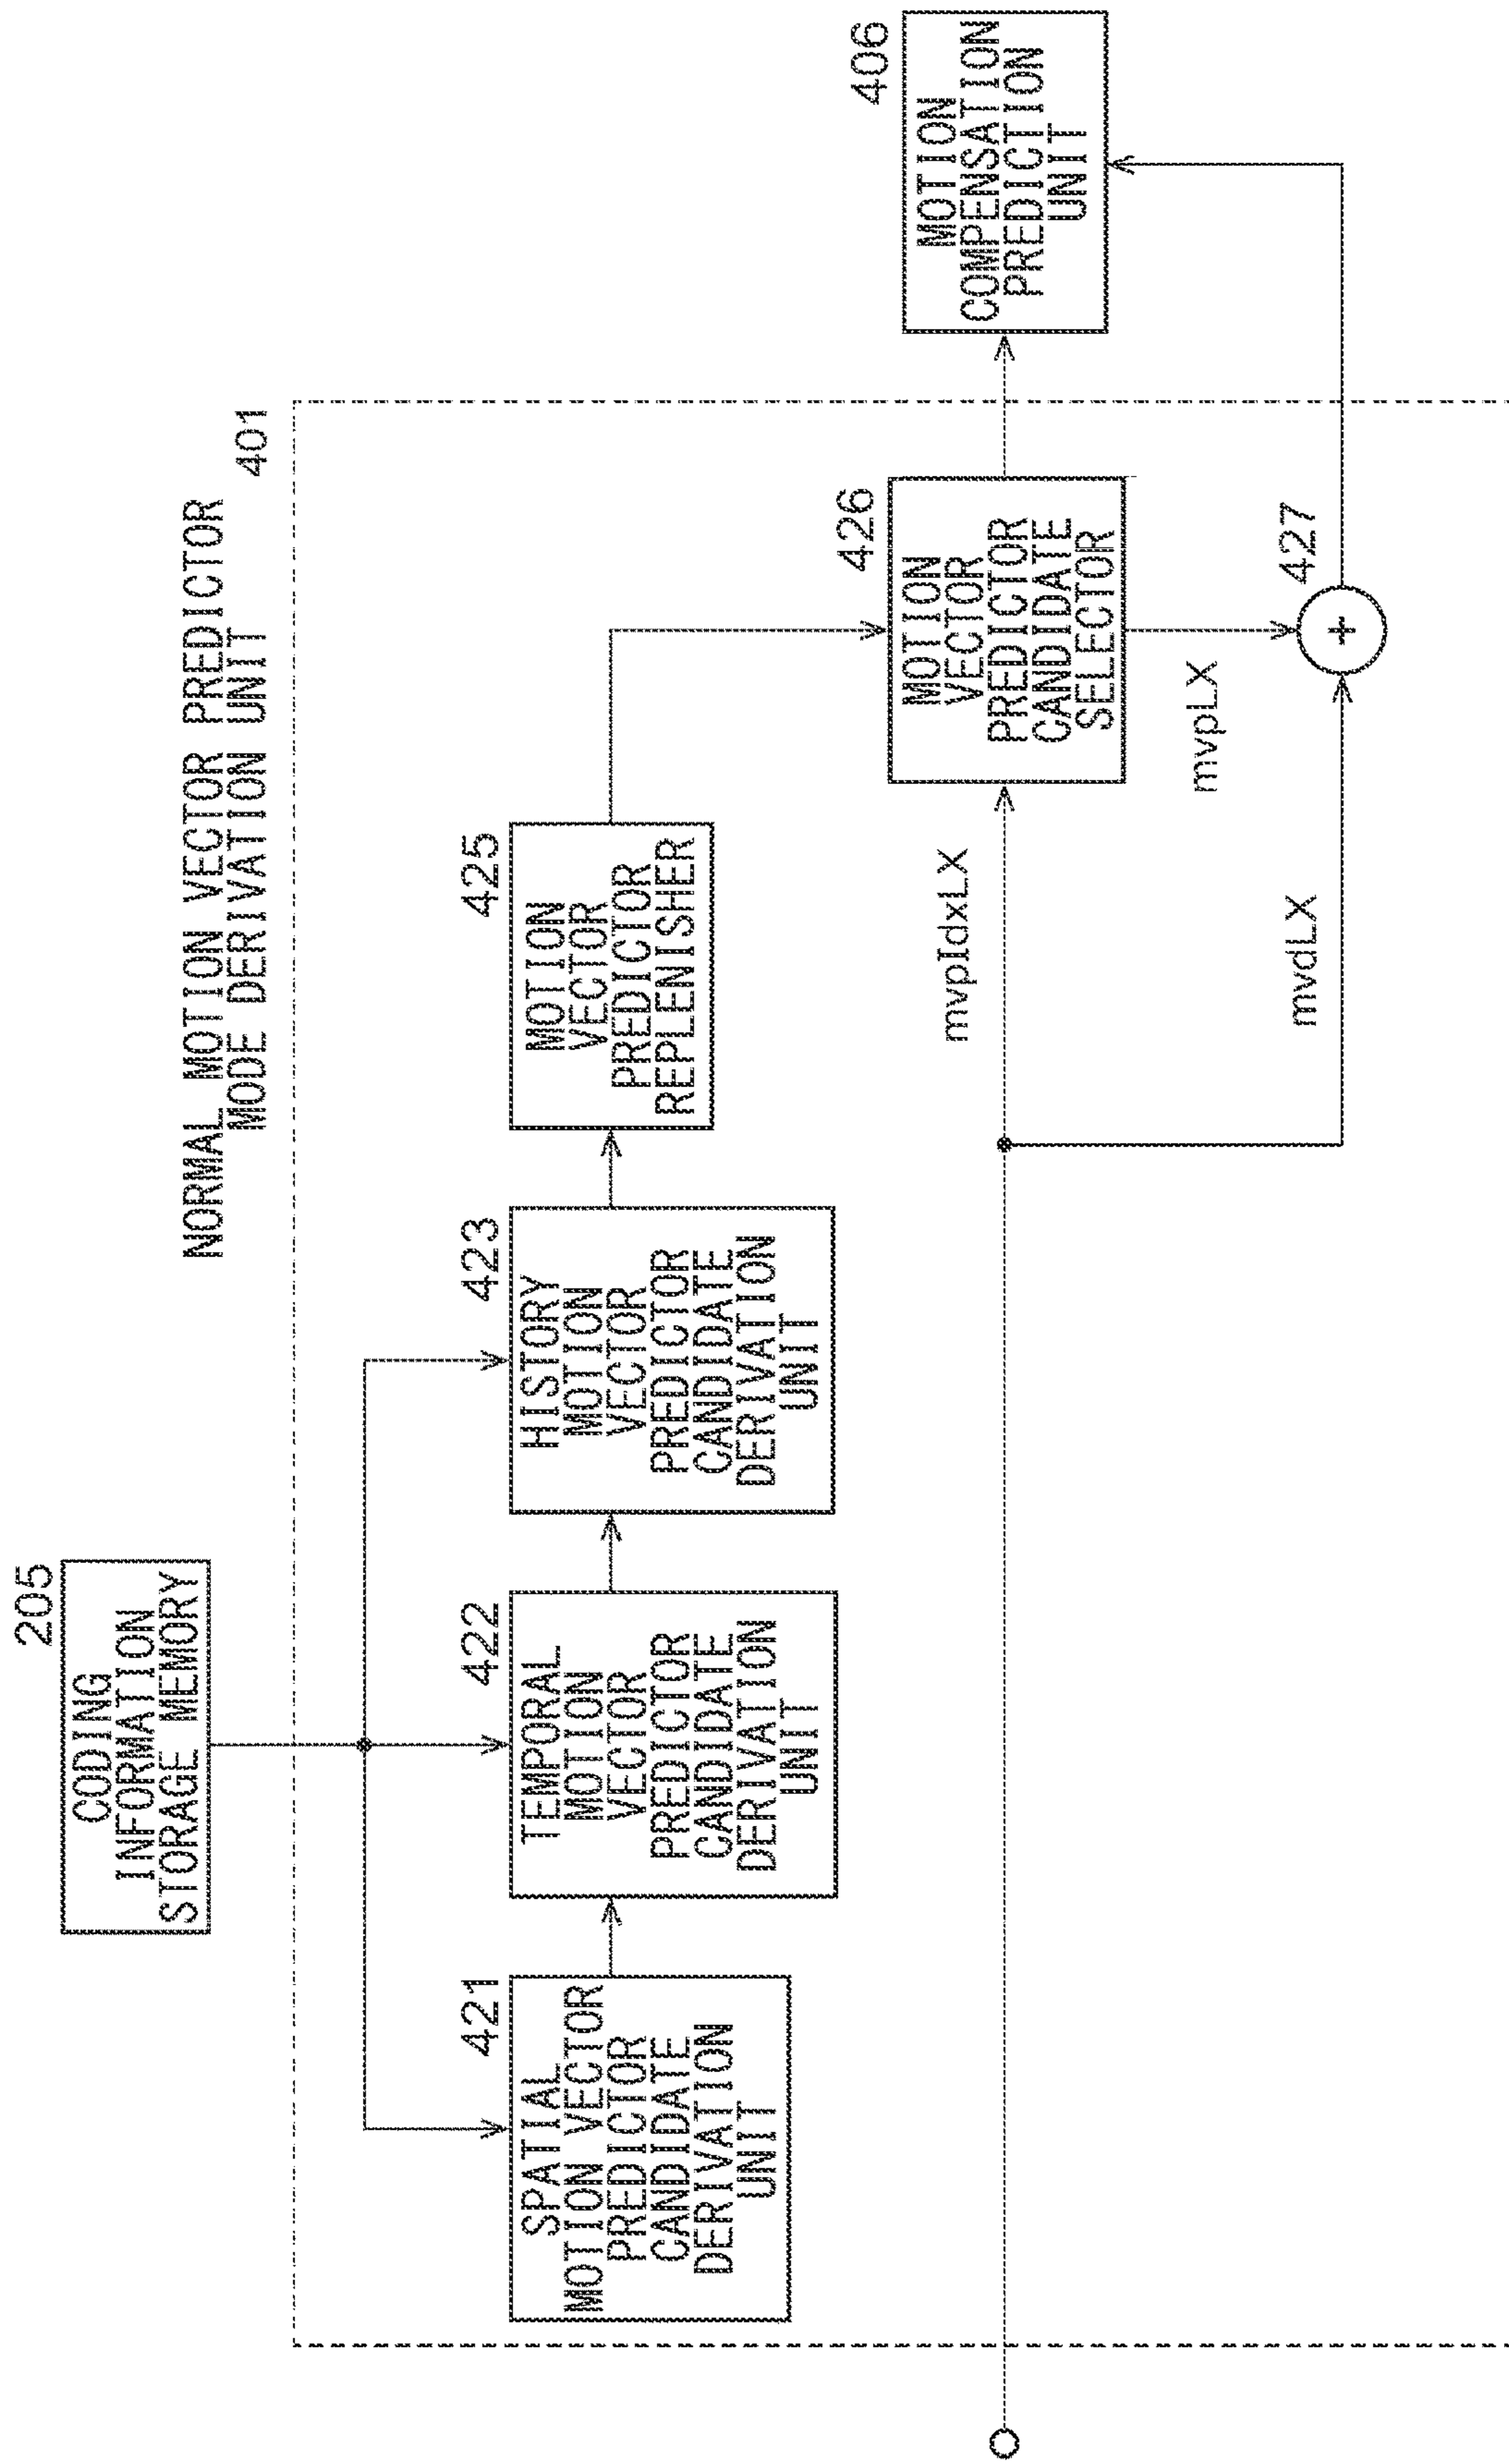 NORMAL MOTION VECTOR PREDICTOR
MODE DERIVATION UNIT
401
205
CODING
INFORMATION
STORAGE MEMORY
421
SPATIAL
MOTION VECTOR
PREDICTOR
CANDIDATE
DERIVATION
UNIT
422
TEMPORAL
MOTION
VECTOR
PREDICTOR
CANDIDATE
DERIVATION
UNIT
423
HISTORY
MOTION
VECTOR
PREDICTOR
CANDIDATE
DERIVATION
UNIT
425
MOTION
VECTOR
PREDICTOR
REPLENISHER
426
MOTION
VECTOR
PREDICTOR
CANDIDATE
SELECTOR
406
MOTION
COMPENSATION
PREDICTION
UNIT
mvpIdxLX
mvpLX
mvdLX
427
+